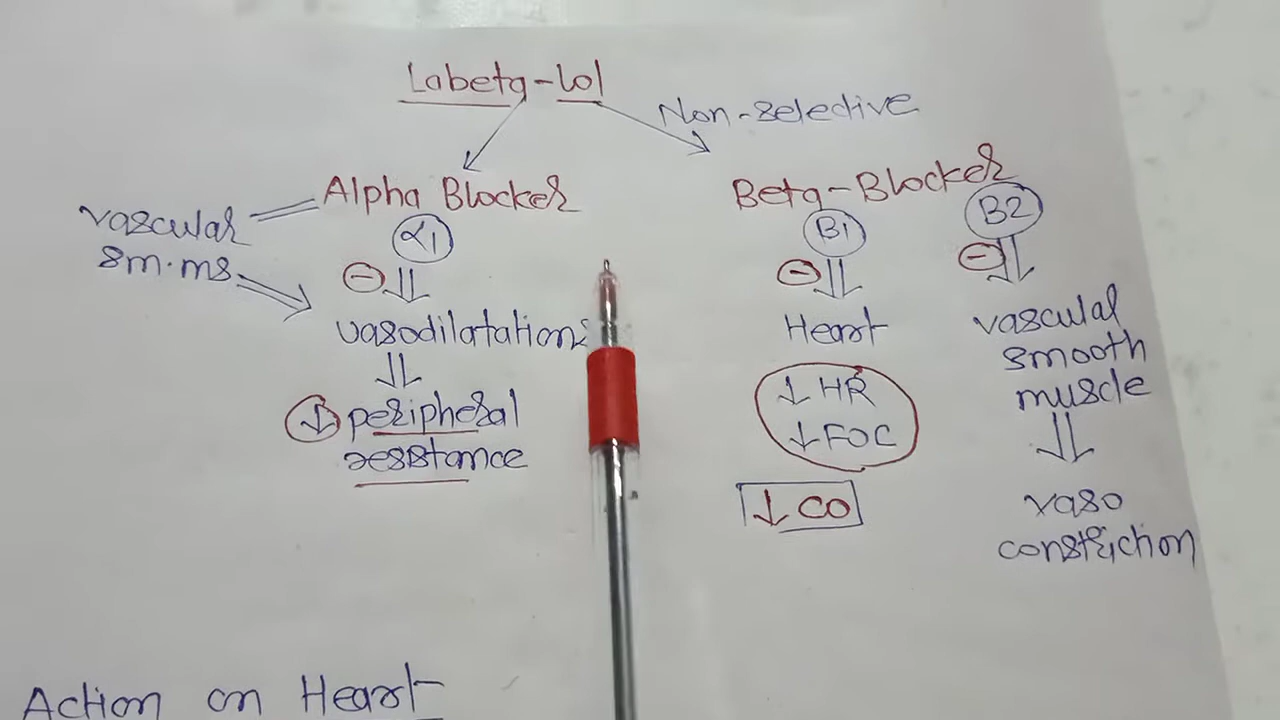 Labeta-lol
Non-selective
Alpha Blocker
vascular
sm.ms
α1
-
vasodilatation
↓ peripheral
resistance
Beta-Blocker
B1
B2
-
-
Heart
↓ HR
↓ FOC
↓ CO
vascular
smooth
muscle
vaso
constriction
Action on Heart